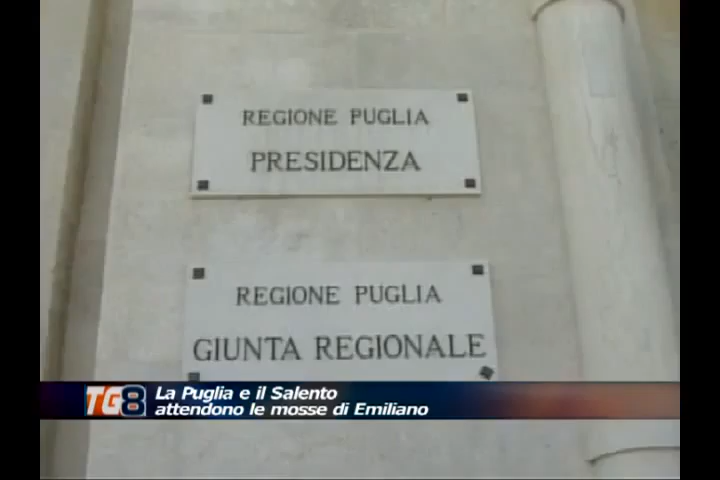 REGIONE PUGLIA
PRESIDENZA
REGIONE PUGLIA
GIUNTA REGIONALE
TG8
La Puglia e il Salento
attendono le mosse di Emiliano